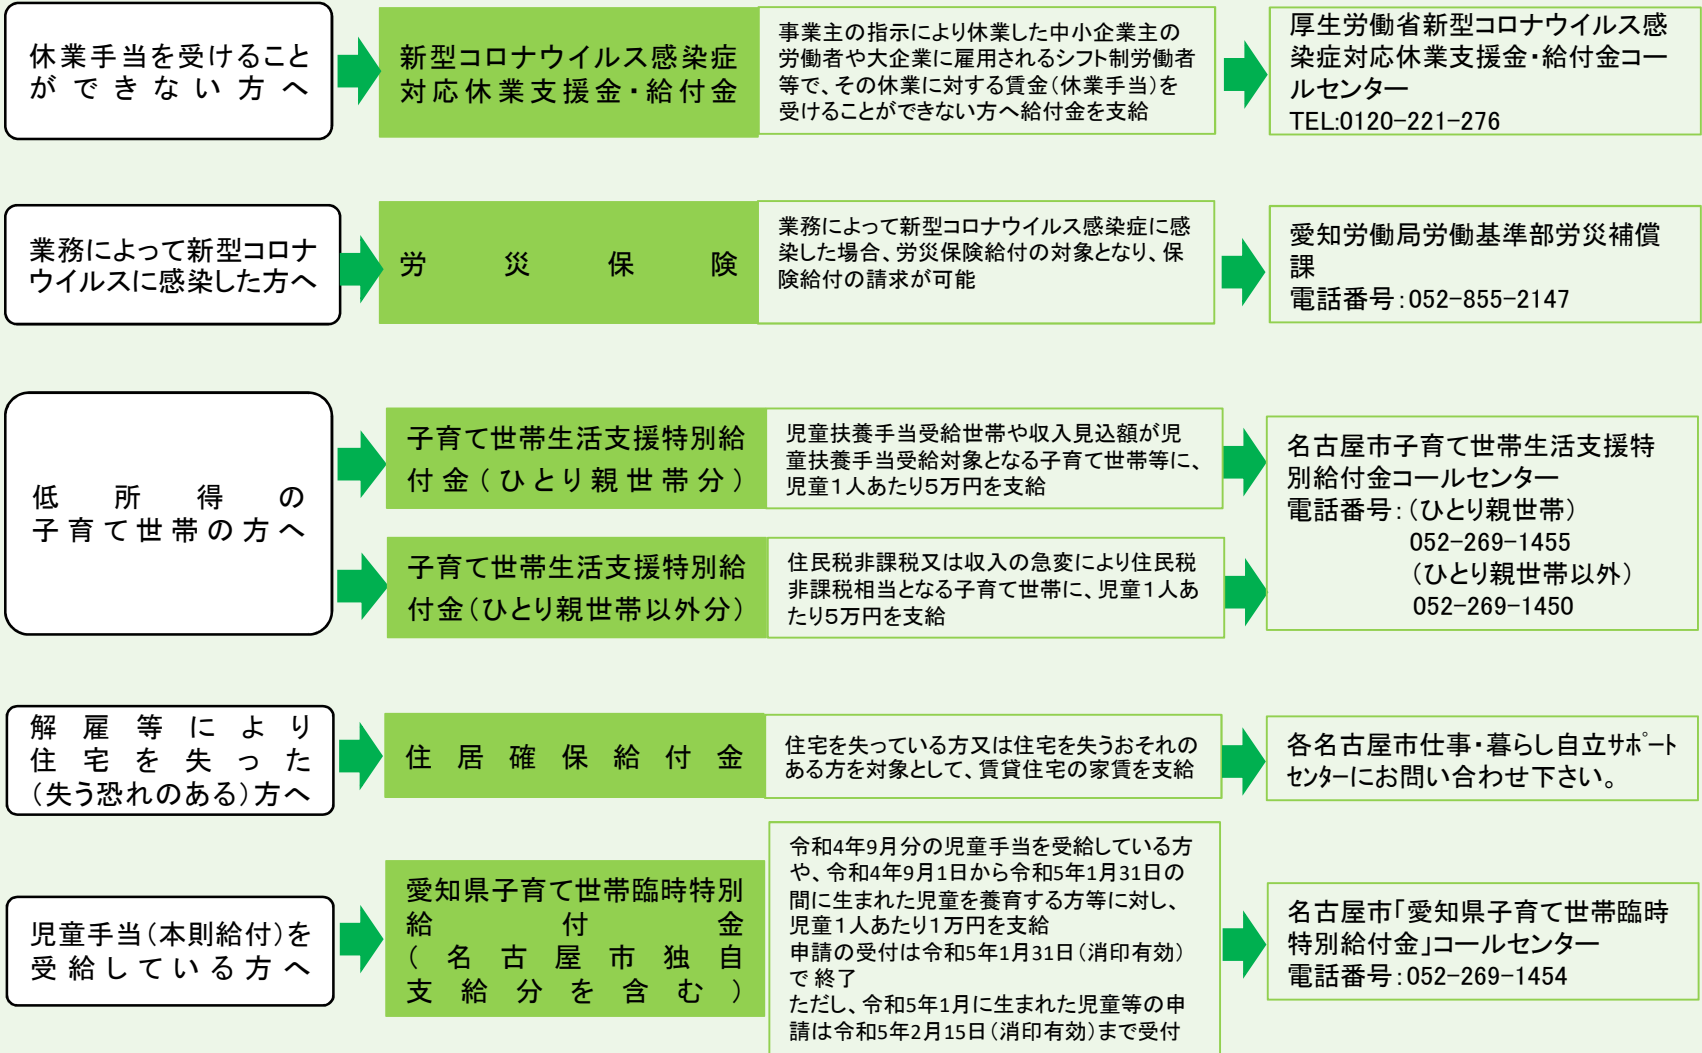 休業手当を受けること
ができない方へ
新型コロナウイルス感染症
対応休業支援金・給付金
事業主の指示により休業した中小企業主の
労働者や大企業に雇用されるシフト制労働者
等で、その休業に対する賃金（休業手当）を
受けることができない方へ給付金を支給
厚生労働省新型コロナウイルス感
染症対応休業支援金・給付金コー
ルセンター
TEL:0120-221-276
業務によって新型コロナ
ウイルスに感染した方へ
労災保険
業務によって新型コロナウイルス感染症に感
染した場合、労災保険給付の対象となり、保
険給付の請求が可能
愛知労働局労働基準部労災補償
課
電話番号：052-855-2147
低所得の
子育て世帯の方へ
子育て世帯生活支援特別給
付金（ひとり親世帯分）
児童扶養手当受給世帯や収入見込額が児
童扶養手当受給対象となる子育て世帯等に、
児童１人あたり５万円を支給
子育て世帯生活支援特別給
付金（ひとり親世帯以外分）
住民税非課税又は収入の急変により住民税
非課税相当となる子育て世帯に、児童１人あ
たり５万円を支給
名古屋市子育て世帯生活支援特
別給付金コールセンター
電話番号：（ひとり親世帯）
052-269-1455
（ひとり親世帯以外）
052-269-1450
解雇等により
住宅を失った
（失う恐れのある）方へ
住居確保給付金
住宅を失っている方又は住宅を失うおそれの
ある方を対象として、賃貸住宅の家賃を支給
各名古屋市仕事・暮らし自立ｻﾎﾟｰﾄ
ｾﾝﾀｰにお問い合わせ下さい。
児童手当（本則給付）を
受給している方へ
愛知県子育て世帯臨時特別
給付金
（名古屋市独自
支給分を含む）
令和4年9月分の児童手当を受給している方
や、令和4年9月1日から令和5年1月31日の
間に生まれた児童を養育する方等に対し、
児童１人あたり１万円を支給
申請の受付は令和5年1月31日（消印有効）
で終了
ただし、令和5年1月に生まれた児童等の申
請は令和5年2月15日（消印有効）まで受付
名古屋市「愛知県子育て世帯臨時
特別給付金」コールセンター
電話番号：052-269-1454